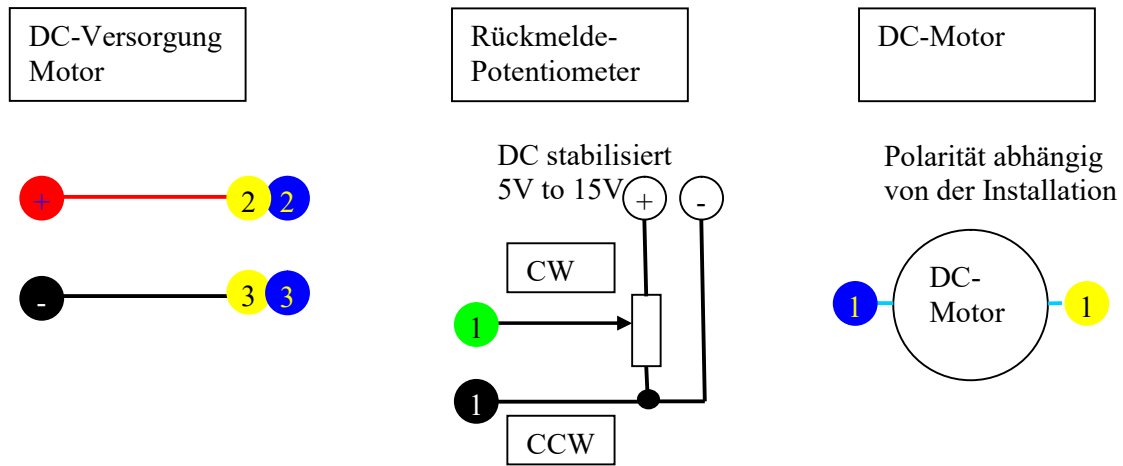 DC-Versorgung
Motor
Rückmelde-
Potentiometer
DC-Motor
DC stabilisiert
5V to 15V
+
-
Polarität abhängig
von der Installation
+
2
2
-
3
3
CW
1
1
CCW
1
DC-
Motor
1